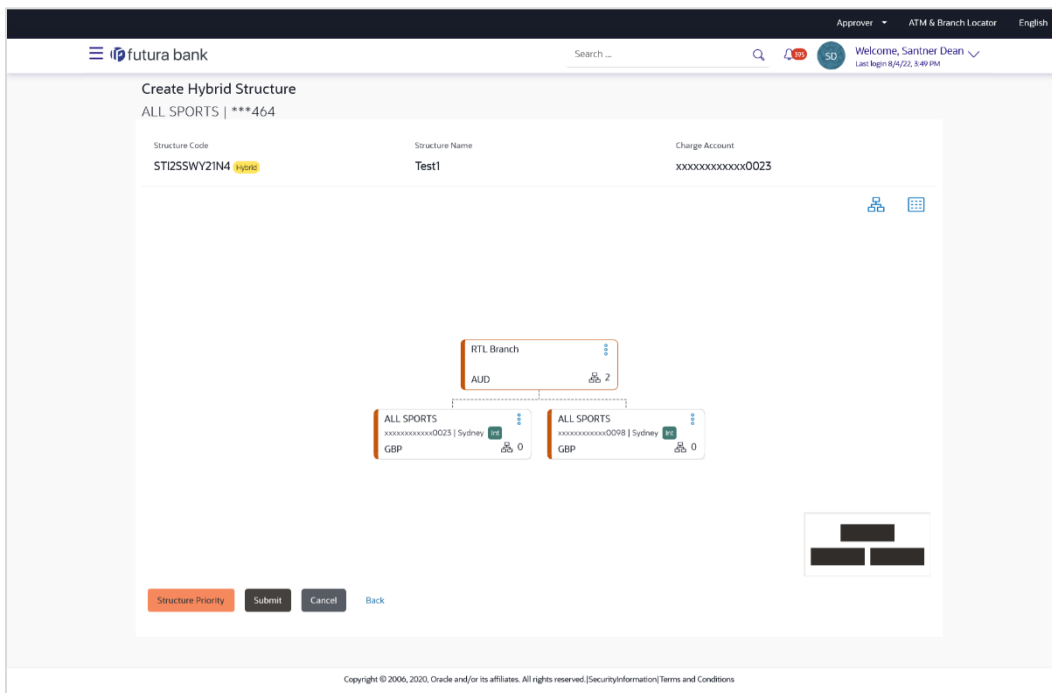 Approver ATM & Branch Locator English
futura bank Search ... 595 SD Welcome, Santner Dean
Last login 8/4/22, 3:49 PM
Create Hybrid Structure
ALL SPORTS | ***464
Structure Code Structure Name Charge Account
STI2SSWY21N4 Hybrid Test1 xxxxxxxxxxxx0023
RTL Branch
AUD 2
ALL SPORTS ALL SPORTS
xxxxxxxxxxxx0023 | Sydney Int xxxxxxxxxxxx0098 | Sydney Int
GBP 0 GBP 0
Structure Priority Submit Cancel Back
Copyright © 2006, 2020, Oracle and/or its affiliates. All rights reserved.|SecurityInformation|Terms and Conditions